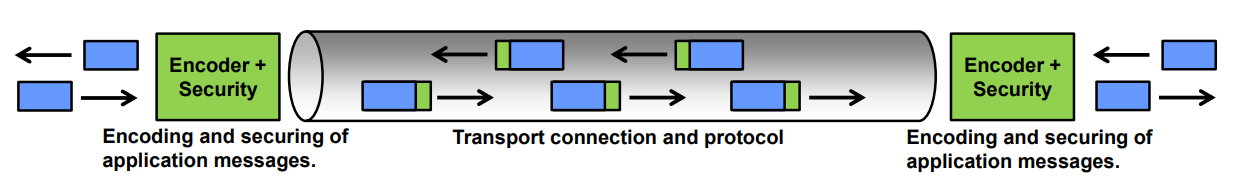 Encoder +
Security
Encoding and securing of
application messages.
Transport connection and protocol
Encoder +
Security
Encoding and securing of
application messages.